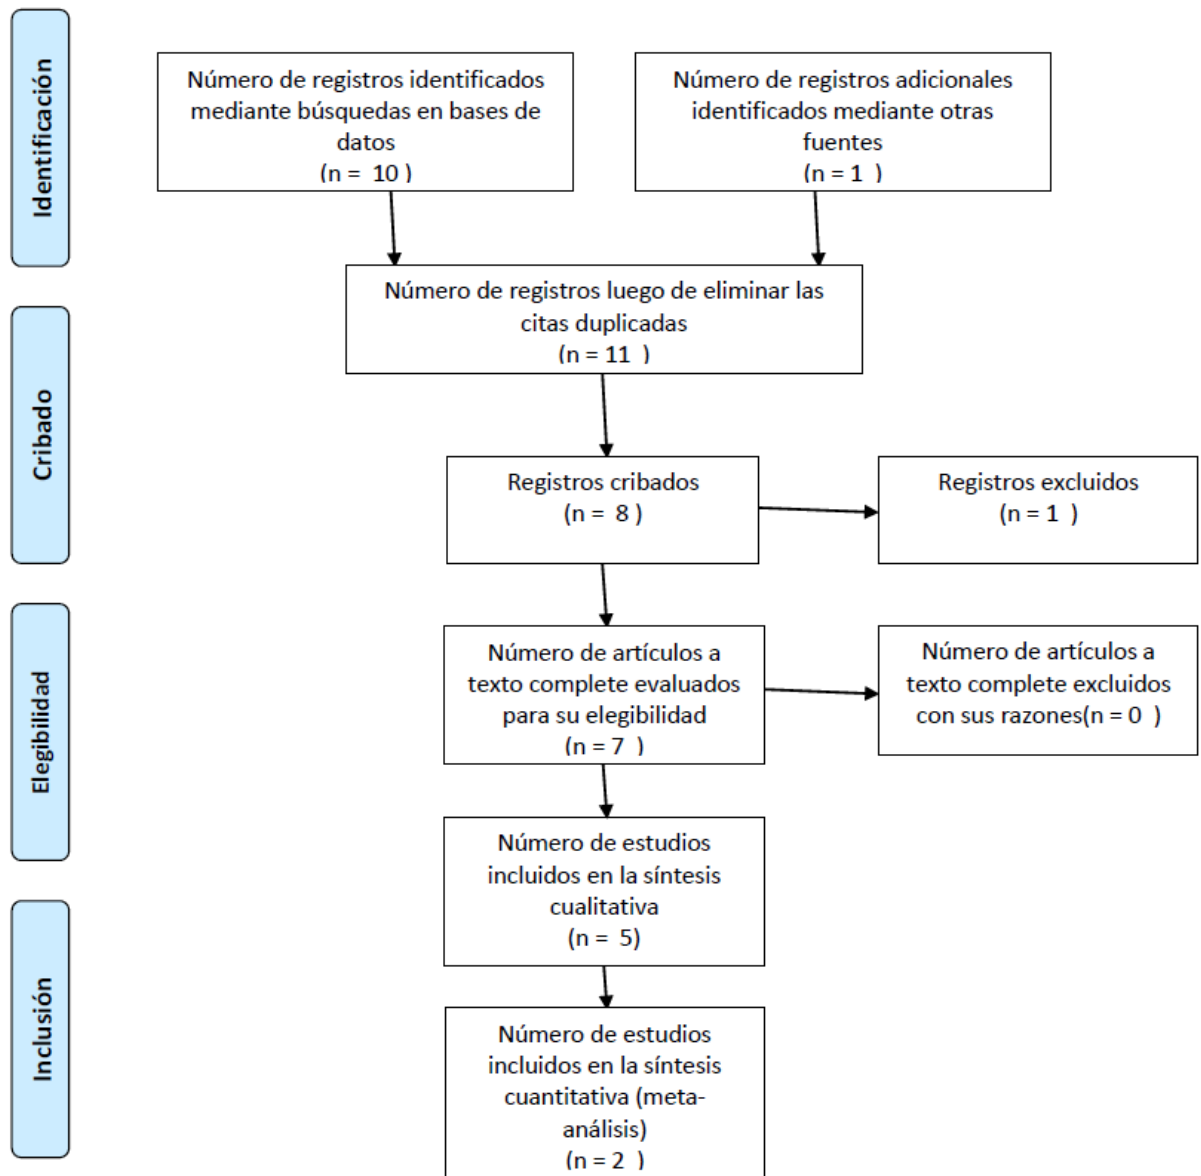 Identificación
Número de registros identificados
mediante búsquedas en bases de
datos
(n =  10 )
Número de registros adicionales
identificados mediante otras
fuentes
(n = 1  )
Número de registros luego de eliminar las
citas duplicadas
(n = 11  )
Cribado
Registros cribados
(n =  8 )
Registros excluidos
(n = 1  )
Elegibilidad
Número de artículos a
texto complete evaluados
para su elegibilidad
(n = 7  )
Número de artículos a
texto complete excluidos
con sus razones(n = 0  )
Número de estudios
incluidos en la síntesis
cualitativa
(n =  5)
Inclusión
Número de estudios
incluidos en la síntesis
cuantitativa (meta-
análisis)
(n = 2  )